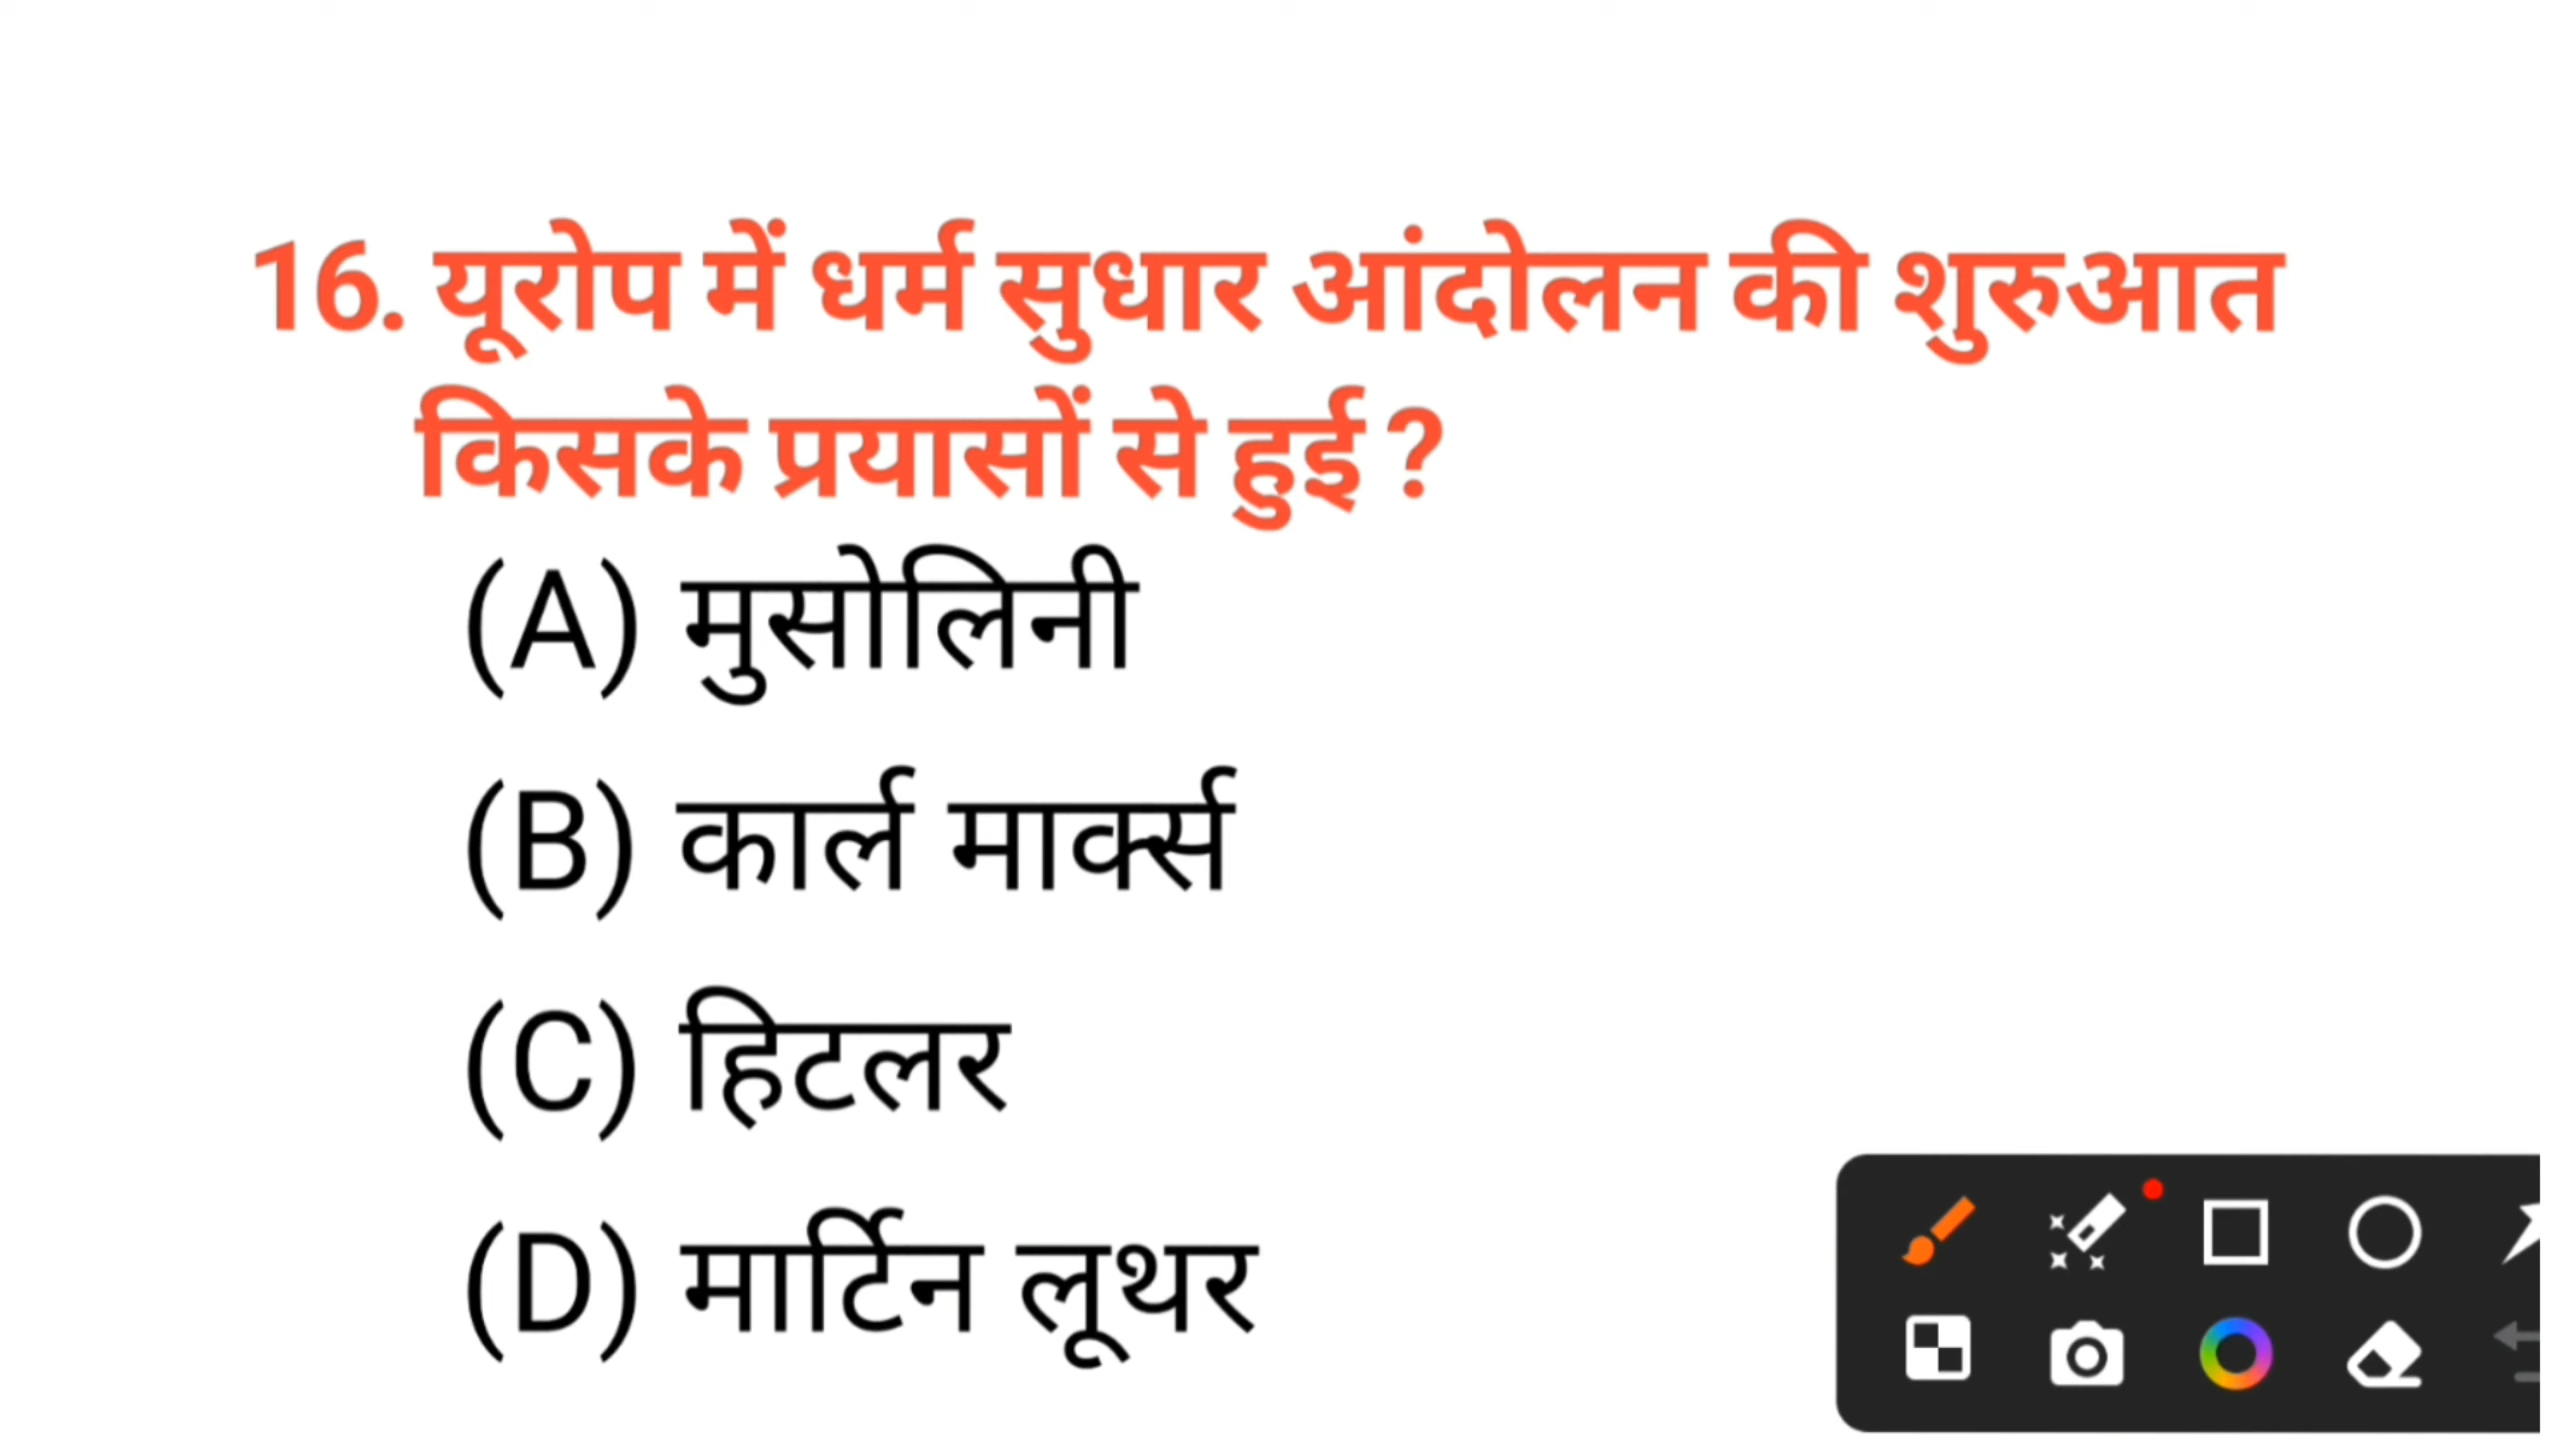 16. यूरोप में धर्म सुधार आंदोलन की शुरुआत
किसके प्रयासों से हुई ?
(A) मुसोलिनी
(B) कार्ल मार्क्स
(C) हिटलर
(D) मार्टिन लूथर